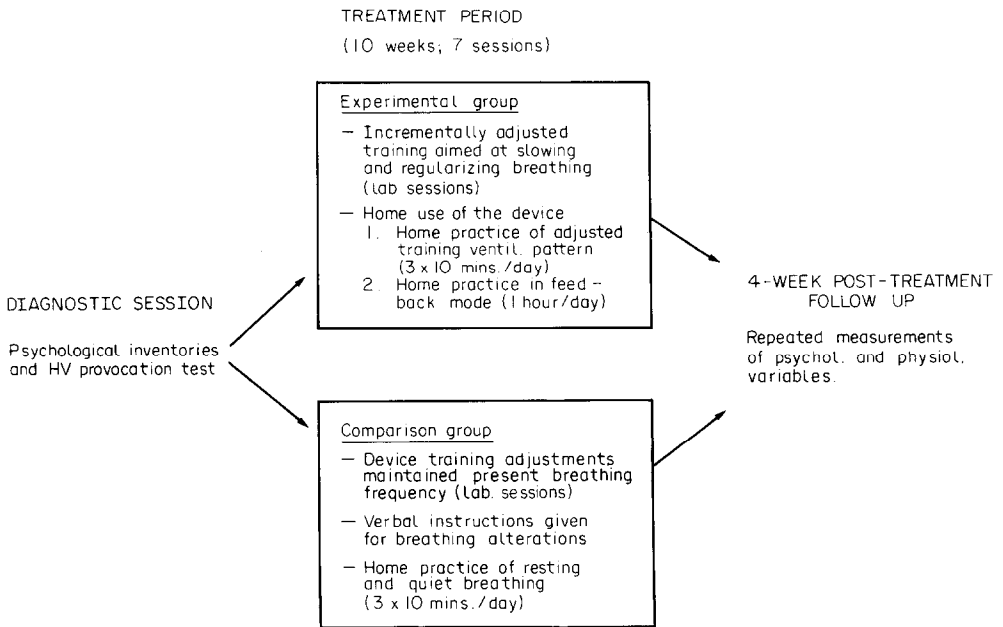 TREATMENT PERIOD
(10 weeks; 7 sessions)
Experimental group
– Incrementally adjusted
training aimed at slowing
and regularizing breathing
(lab sessions)
– Home use of the device
1. Home practice of adjusted
training ventil. pattern
(3 x 10 mins./day)
2. Home practice in feed-
back mode (1 hour/day)
DIAGNOSTIC SESSION
Psychological inventories
and HV provocation test
4-WEEK POST-TREATMENT
FOLLOW UP
Repeated measurements
of psychol. and physiol.
variables.
Comparison group
– Device training adjustments
maintained present breathing
frequency (lab. sessions)
– Verbal instructions given
for breathing alterations
– Home practice of resting
and quiet breathing
(3 x 10 mins./day)